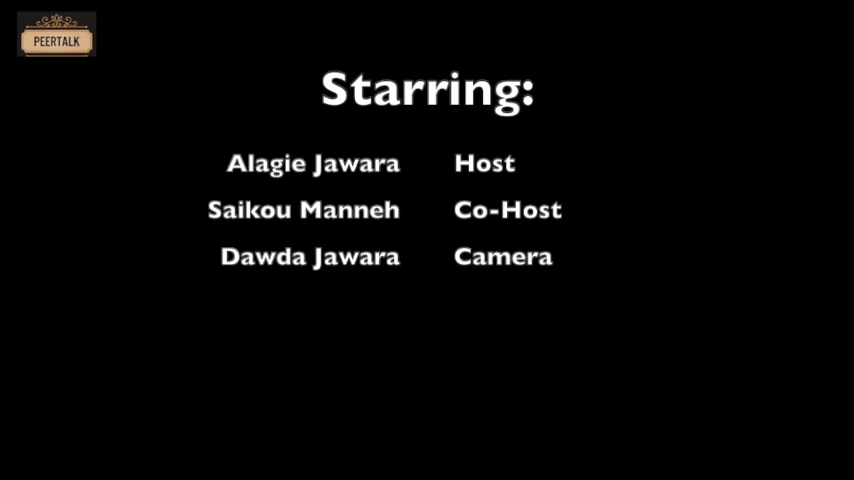 PEERTALK
Starring:
Alagie Jawara Host
Saikou Manneh Co-Host
Dawda Jawara Camera